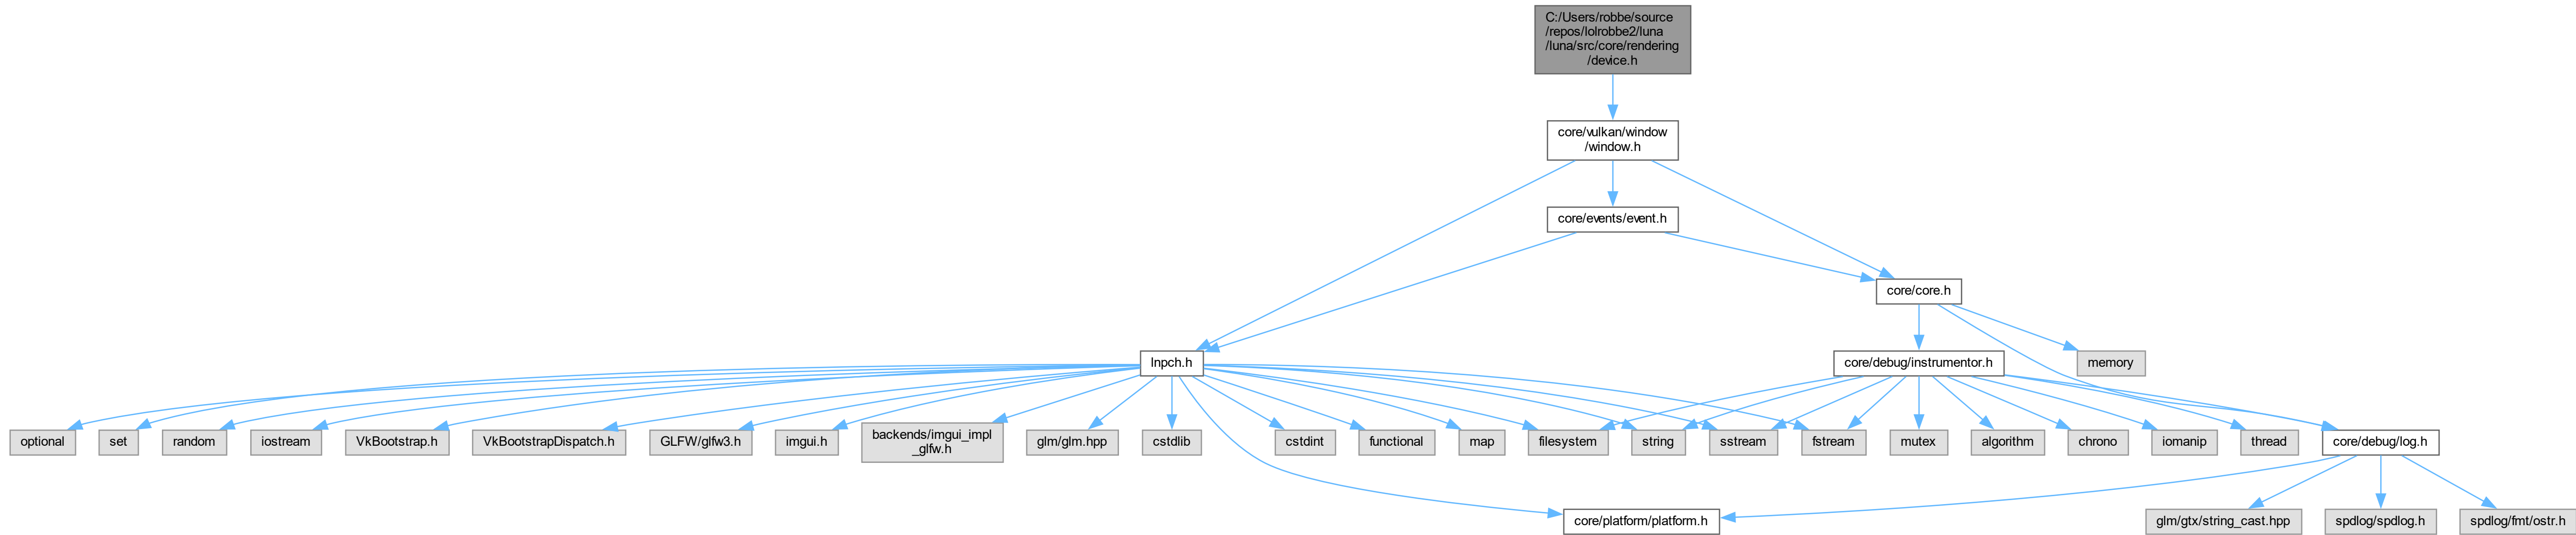 C:/Users/robbe/source
/repos/lolrobbe2/luna
/luna/src/core/rendering
/device.h
core/vulkan/window
/window.h
core/events/event.h
core/core.h
lnpch.h
core/debug/instrumentor.h
memory
optional
set
random
iostream
VkBootstrap.h
VkBootstrapDispatch.h
GLFW/glfw3.h
imgui.h
backends/imgui_impl
_glfw.h
glm/glm.hpp
cstdlib
cstdint
functional
map
filesystem
string
sstream
fstream
mutex
algorithm
chrono
iomanip
thread
core/debug/log.h
core/platform/platform.h
glm/gtx/string_cast.hpp
spdlog/spdlog.h
spdlog/fmt/ostr.h